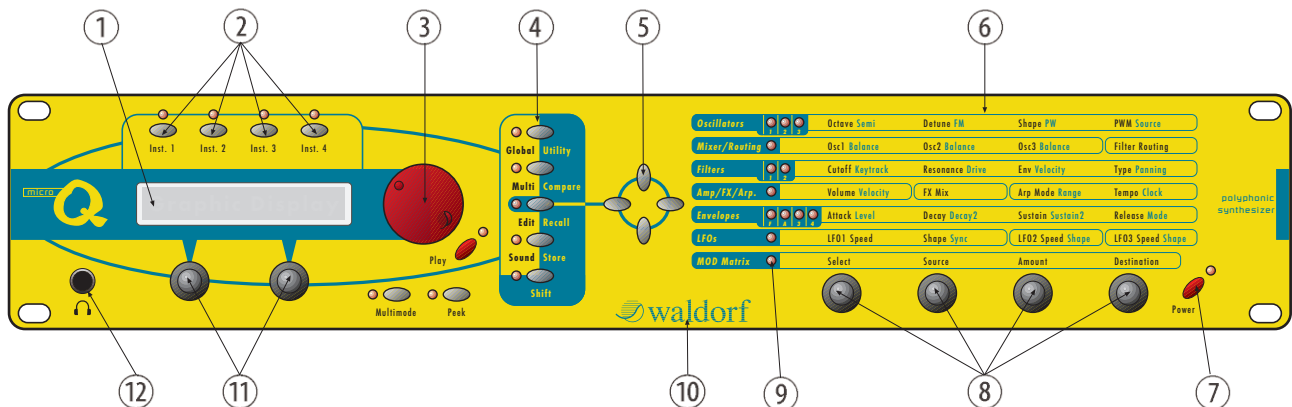 1 2 3 4 5 6
Inst. 1 Inst. 2 Inst. 3 Inst. 4
micro Q
Graphic Display
Play
Multimode Peek
Global Utility
Multi Compare
Edit Recall
Sound Store
Shift
waldorf
Oscillators 1 2 3 Octave Semi Detune FM Shape PW PWM Source
Mixer/Routing Osc1 Balance Osc2 Balance Osc3 Balance Filter Routing
Filters 1 2 Cutoff Keytrack Resonance Drive Env Velocity Type Panning
Amp/FX/Arp. Volume Velocity FX Mix Arp Mode Range Tempo Clock
Envelopes Attack Level Decay Decay2 Sustain Sustain2 Release Mode
LFOs LFO1 Speed Shape Sync LFO2 Speed Shape LFO3 Speed Shape
MOD Matrix Select Source Amount Destination
Power
polyphonic
synthesizer
12 11 10 9 8 7